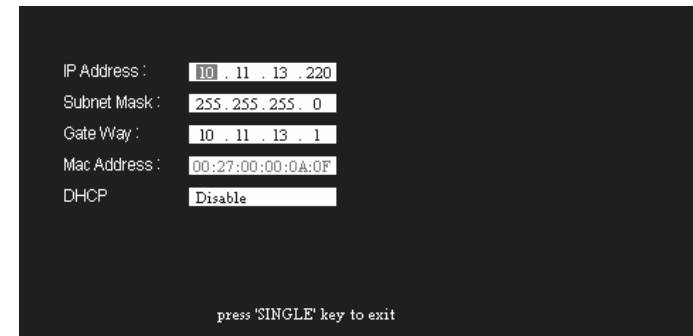 IP Address : 10 . 11 . 13 . 220
Subnet Mask : 255 . 255 . 255 . 0
Gate Way : 10 . 11 . 13 . 1
Mac Address : 00:27:00:00:0A:0F
DHCP Disable
press 'SINGLE' key to exit